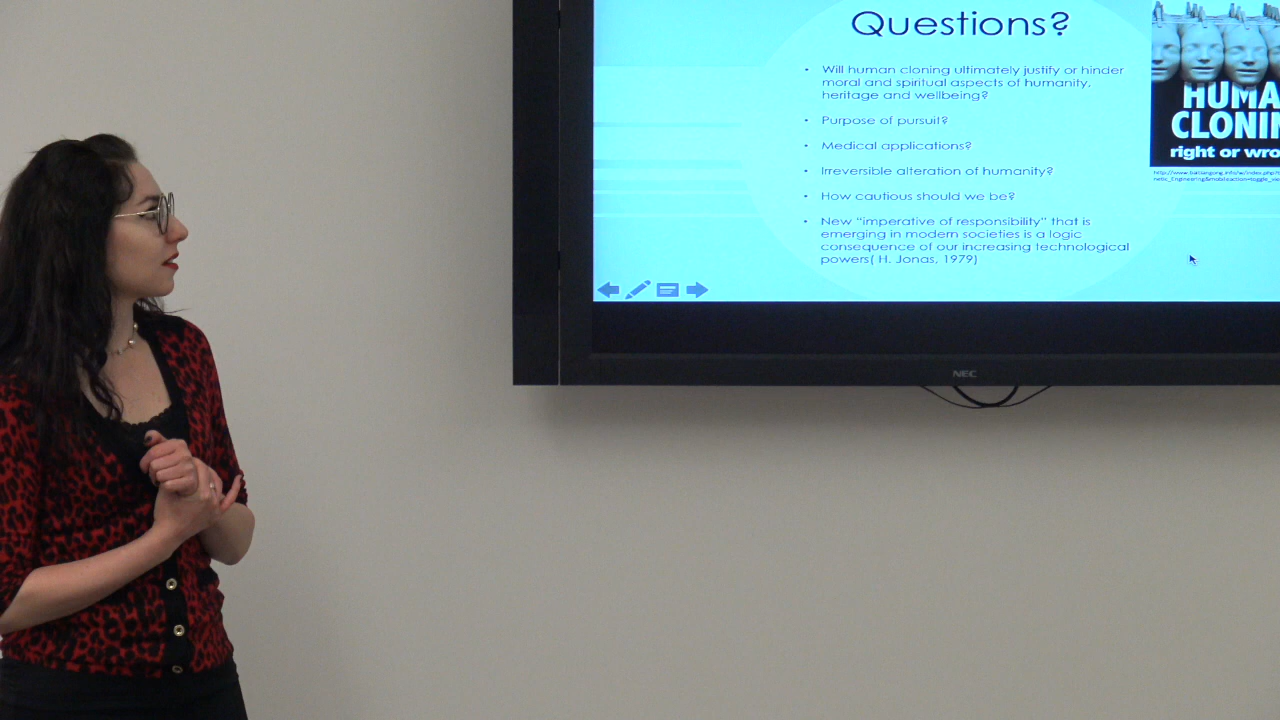 Questions?
• Will human cloning ultimately justify or hinder
moral and spiritual aspects of humanity,
heritage and wellbeing?
• Purpose of pursuit?
• Medical applications?
• Irreversible alteration of humanity?
• How cautious should we be?
• New “imperative of responsibility” that is
emerging in modern societies is a logic
consequence of our increasing technological
powers( H. Jonas, 1979)
HUMA
CLONIN
right or wro
NEC